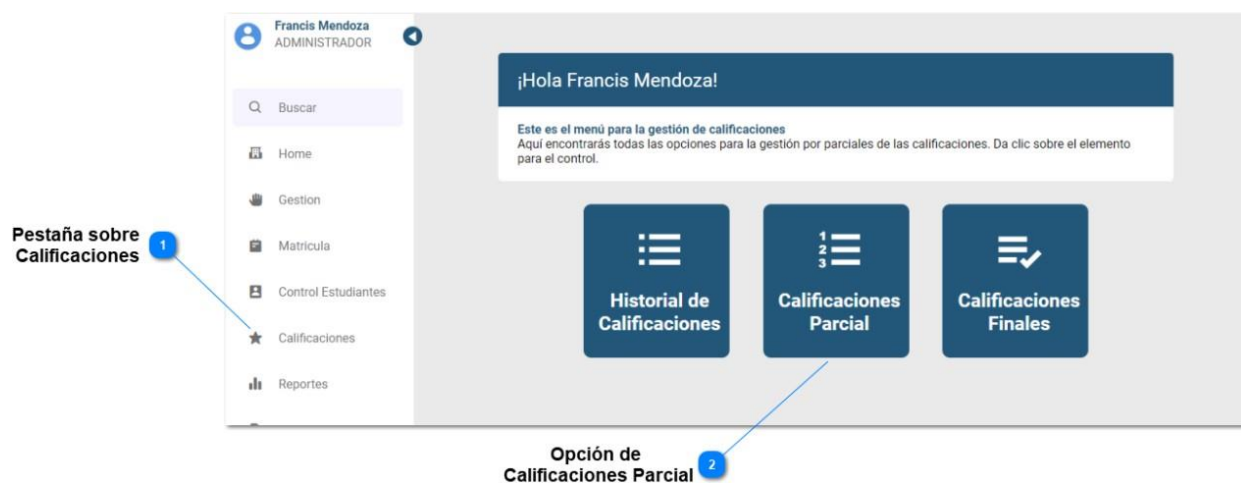 Francis Mendoza
ADMINISTRADOR
Buscar
Home
Gestion
Matricula
Control Estudiantes
Calificaciones
Reportes
¡Hola Francis Mendoza!
Este es el menú para la gestión de calificaciones
Aquí encontrarás todas las opciones para la gestión por parciales de las calificaciones. Da clic sobre el elemento
para el control.
Historial de
Calificaciones
1
2
3
Calificaciones
Parcial
Calificaciones
Finales
Pestaña sobre
Calificaciones
1
Opción de
Calificaciones Parcial
2